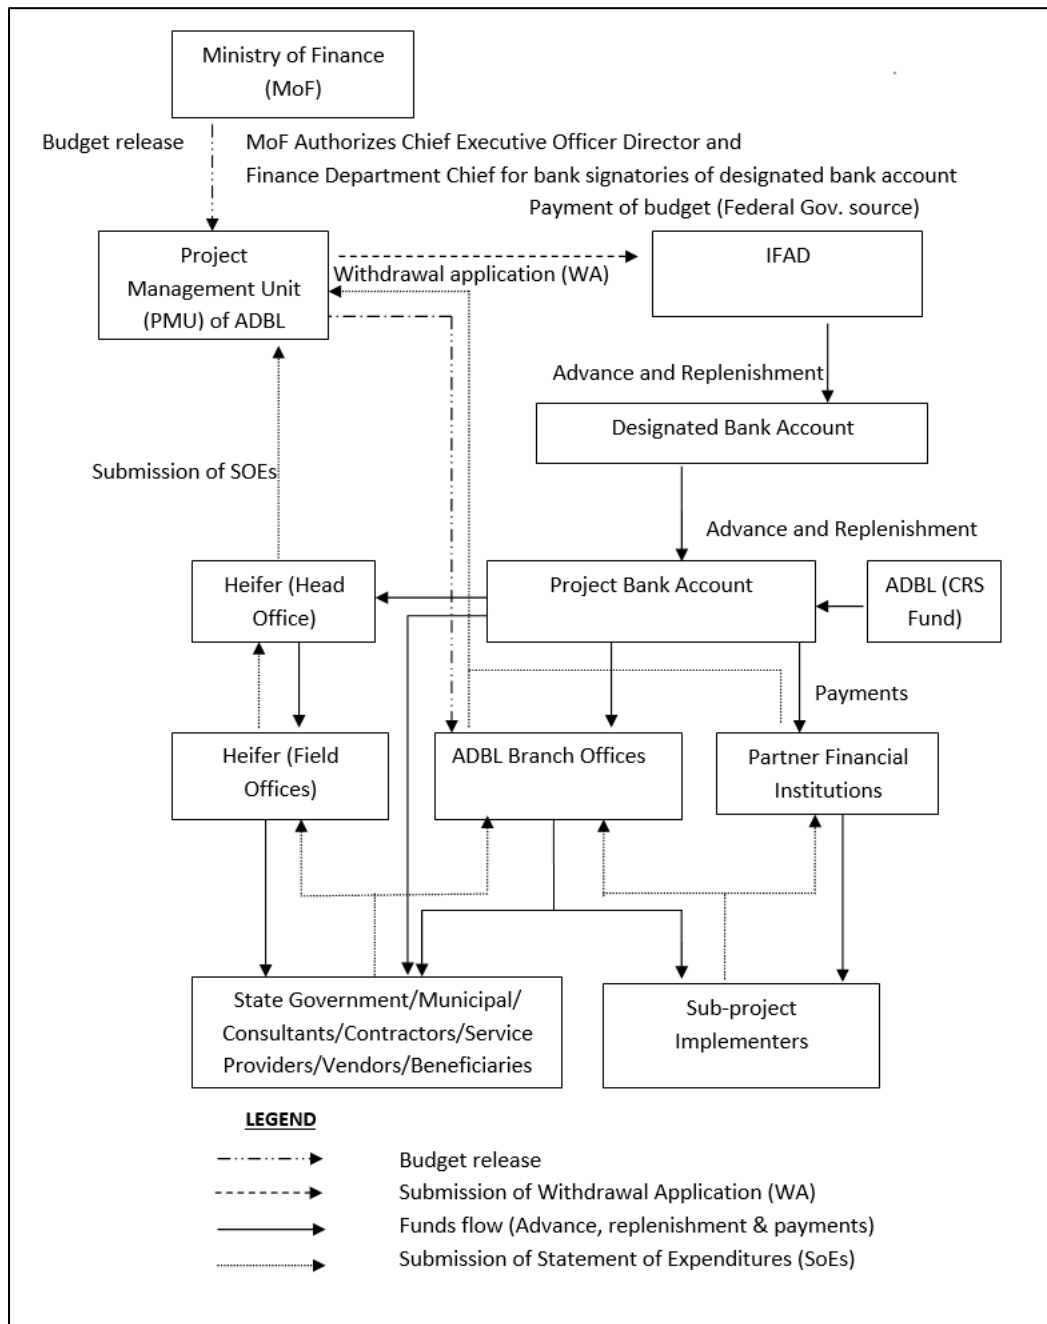 Ministry of Finance
(MoF)
Budget release
MoF Authorizes Chief Executive Officer Director and
Finance Department Chief for bank signatories of designated bank account
Payment of budget (Federal Gov. source)
Project
Management Unit
(PMU) of ADBL
Withdrawal application (WA)
IFAD
Advance and Replenishment
Designated Bank Account
Submission of SOEs
Advance and Replenishment
Heifer (Head
Office)
Project Bank Account
ADBL (CRS
Fund)
Payments
Heifer (Field
Offices)
ADBL Branch Offices
Partner Financial
Institutions
State Government/Municipal/
Consultants/Contractors/Service
Providers/Vendors/Beneficiaries
Sub-project
Implementers
LEGEND
Budget release
Submission of Withdrawal Application (WA)
Funds flow (Advance, replenishment & payments)
Submission of Statement of Expenditures (SoEs)